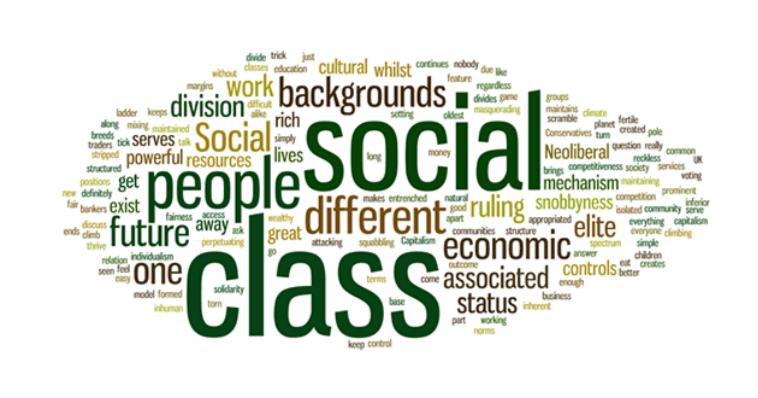 divide trick just
classes education cultural whilst continues nobody due like
without work feature regardless
margins backgrounds divides game groups
ladder keeps division difficult setting oldest masquerading maintains climate
along mixing maintained alike rich social scramble planet fertile
breeds serves Social simply Conservatives turn created pole
traders tick talk Neoliberal question really
stripped powerful resources lives long money reckless common
structured people brings competitiveness society services UK
positions get mechanism maintaining voting
new definitely makes entrenched natural snobbyness competition prominent
fair bankers exist fairness access wealthy different good ruling isolated community inferior serve
ends discuss future away ask great apart appropriated elite everything capitalism
climb perpetuating attacking squabbling Capitalism communities structure everyone climbing
thrive class go economic spectrum simple
relation individualism answer children
seen feel one outcome associated controls eat better
easy terms come enough creates
model formed solidarity base status business
inhuman torn inherent
part working
norms
keep control